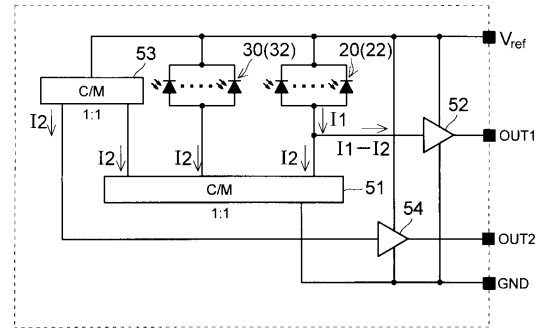 53
30(32)
20(22)
Vref
C/M
1:1
52
I2
I1
OUT1
I1−I2
I2
I2
I2
C/M
51
1:1
54
OUT2
GND